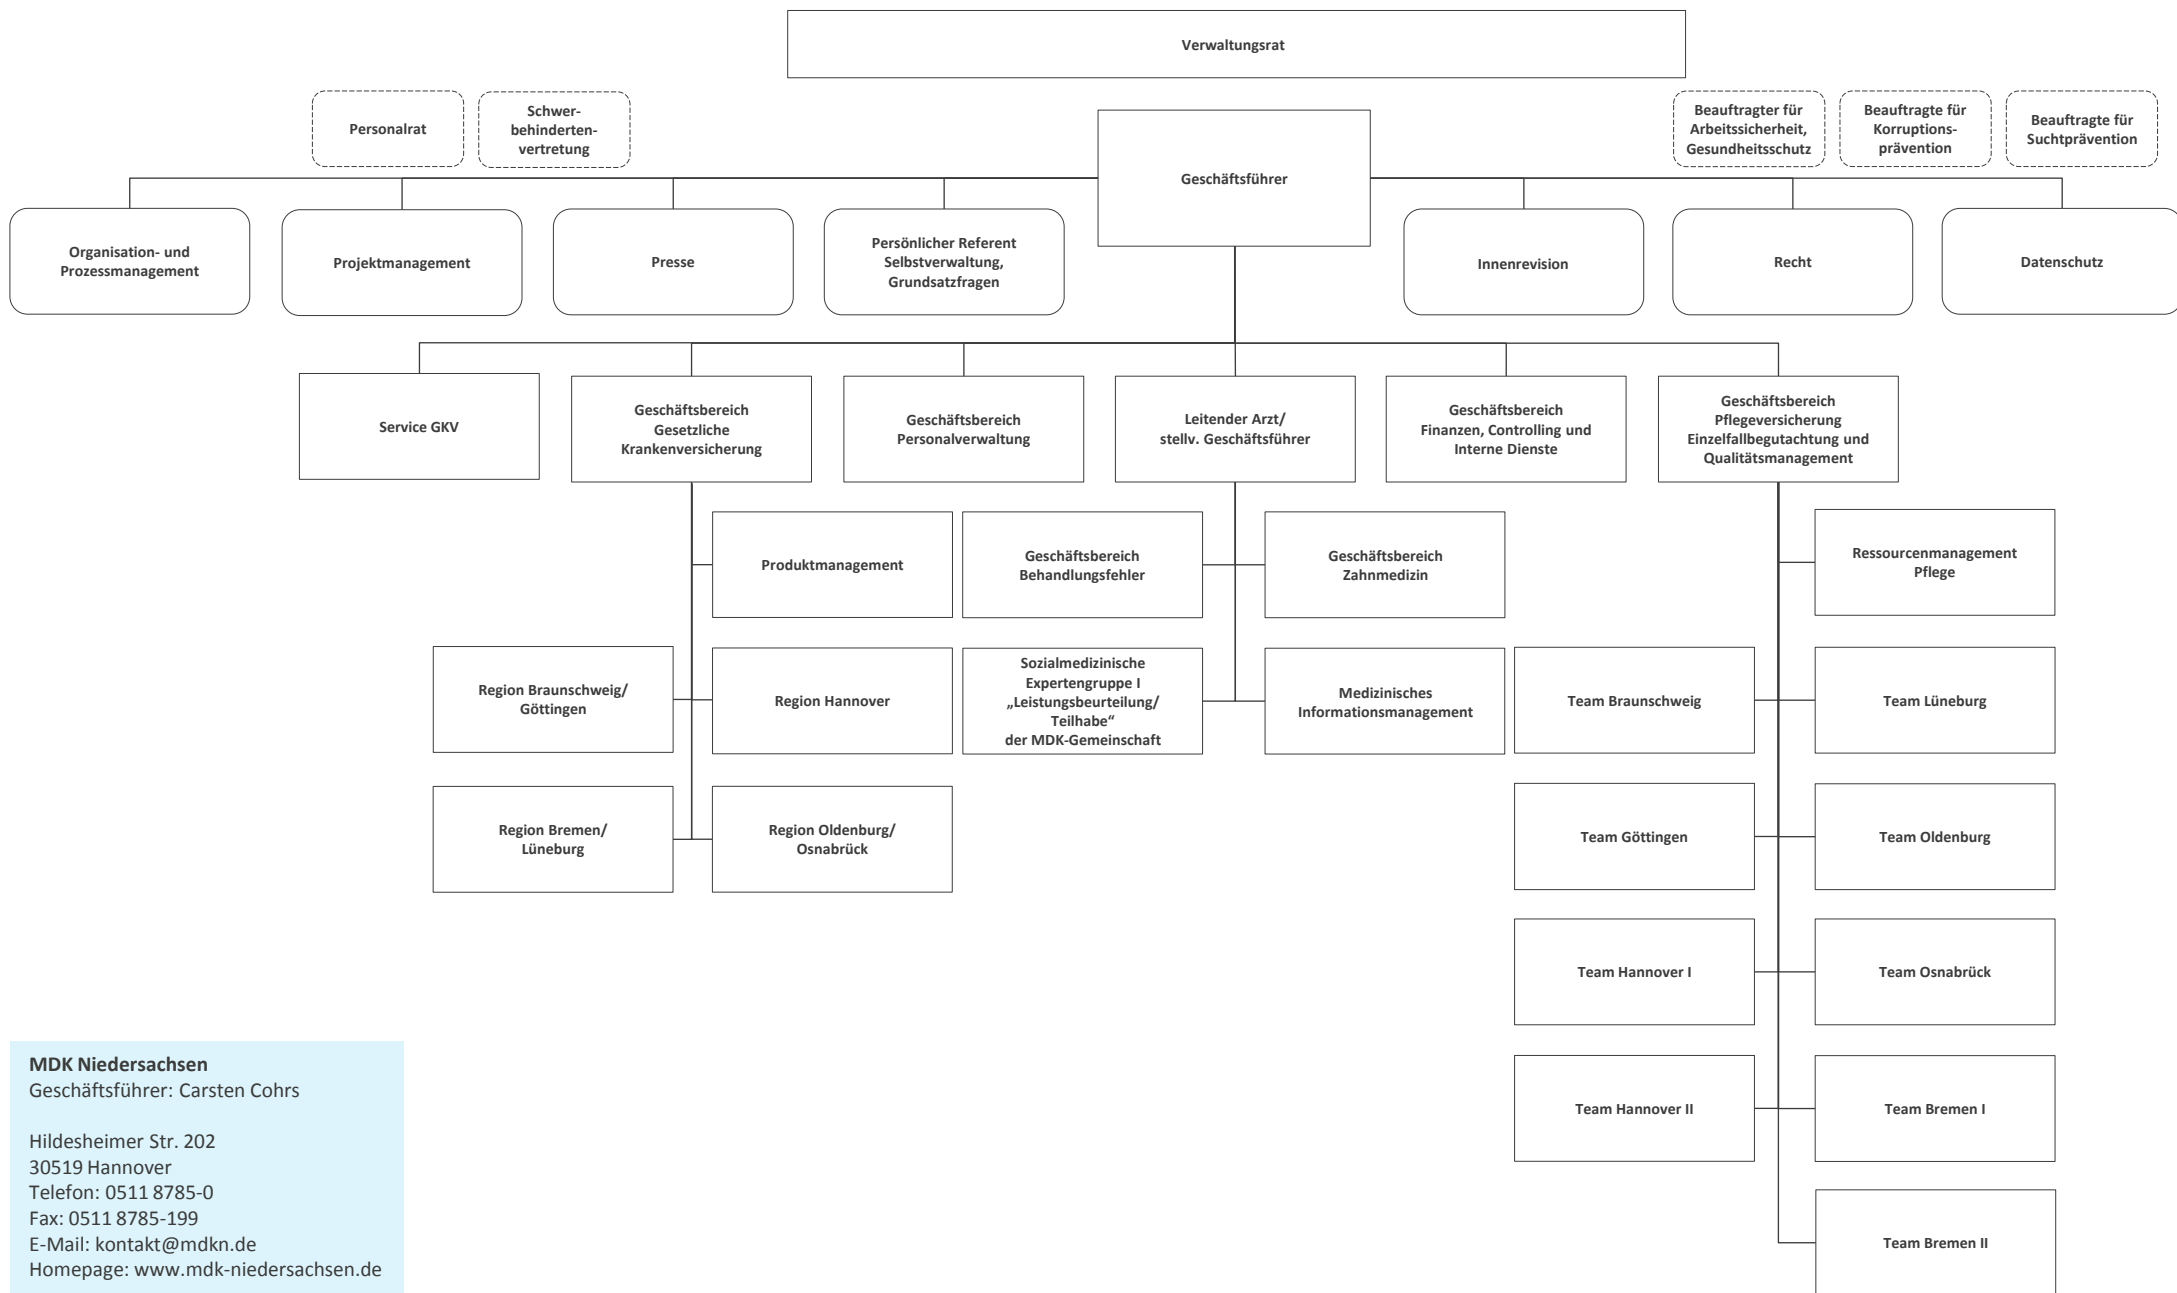 Verwaltungsrat
Personalrat
Schwer-
behinderten-
vertretung
Beauftragter für
Arbeitssicherheit,
Gesundheitsschutz
Beauftragte für
Korruptions-
prävention
Beauftragte für
Suchtprävention
Geschäftsführer
Organisation- und
Prozessmanagement
Projektmanagement
Presse
Persönlicher Referent
Selbstverwaltung,
Grundsatzfragen
Innenrevision
Recht
Datenschutz
Service GKV
Geschäftsbereich
Gesetzliche
Krankenversicherung
Geschäftsbereich
Personalverwaltung
Leitender Arzt/
stellv. Geschäftsführer
Geschäftsbereich
Finanzen, Controlling und
Interne Dienste
Geschäftsbereich
Pflegeversicherung
Einzelfallbegutachtung und
Qualitätsmanagement
Produktmanagement
Geschäftsbereich
Behandlungsfehler
Geschäftsbereich
Zahnmedizin
Ressourcenmanagement
Pflege
Region Braunschweig/
Göttingen
Region Hannover
Sozialmedizinische
Expertengruppe I
„Leistungsbeurteilung/
Teilhabe“
der MDK-Gemeinschaft
Medizinisches
Informationsmanagement
Team Braunschweig
Team Lüneburg
Region Bremen/
Lüneburg
Region Oldenburg/
Osnabrück
Team Göttingen
Team Oldenburg
Team Hannover I
Team Osnabrück
Team Hannover II
Team Bremen I
Team Bremen II
MDK Niedersachsen
Geschäftsführer: Carsten Cohrs
Hildesheimer Str. 202
30519 Hannover
Telefon: 0511 8785-0
Fax: 0511 8785-199
E-Mail: kontakt@mdkn.de
Homepage: www.mdk-niedersachsen.de